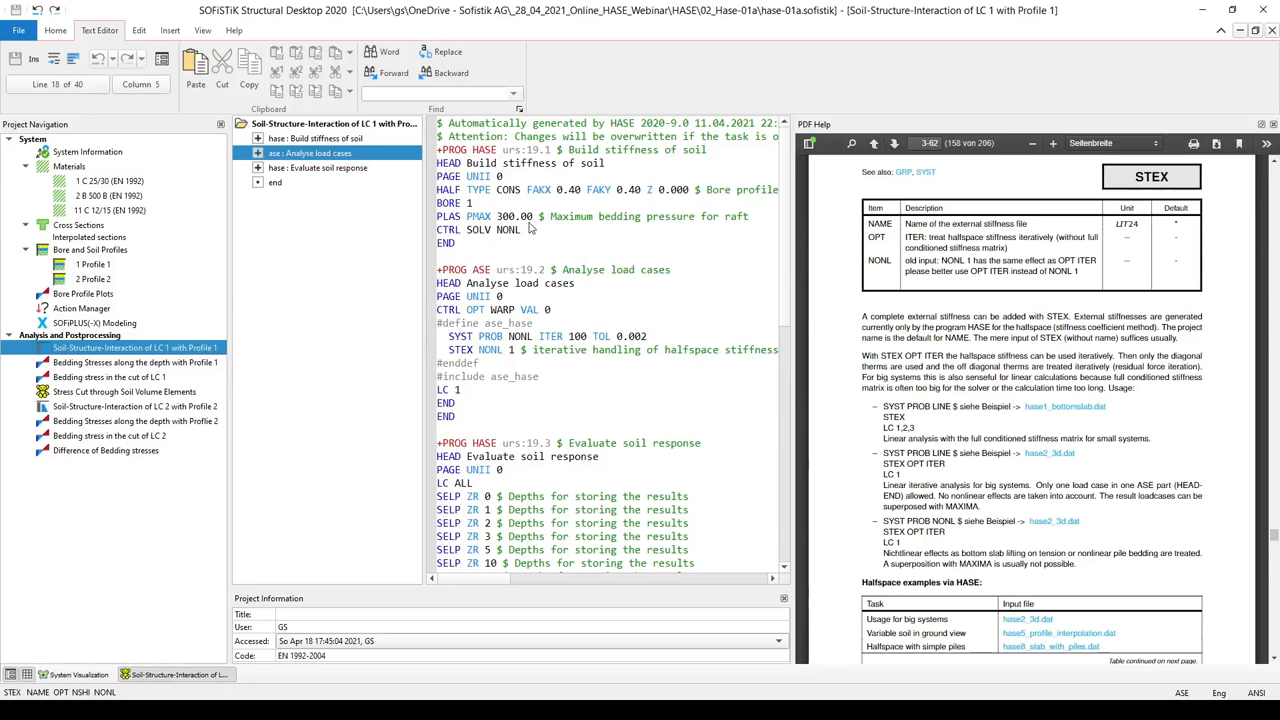 SOFiSTiK Structural Desktop 2020 [C:\Users\gs\OneDrive - Sofistik AG\_28_04_2021_Online_HASE_Webinar\HASE\02_Hase-01a\hase-01a.sofistik] - [Soil-Structure-Interaction of LC 1 with Profile 1]
File
Home
Text Editor
Edit
Insert
View
Help
Ins
Line 18 of 40
Column 5
Paste
Cut
Copy
Clipboard
Word
Replace
Forward
Backward
Find
Project Navigation
System
System Information
Materials
1 C 25/30 (EN 1992)
2 B 500 B (EN 1992)
11 C 12/15 (EN 1992)
Cross Sections
Interpolated sections
Bore and Soil Profiles
1 Profile 1
2 Profile 2
Bore Profile Plots
Action Manager
SOFiPLUS(-X) Modeling
Analysis and Postprocessing
Soil-Structure-Interaction of LC 1 with Profile 1
Bedding Stresses along the depth with Profile 1
Bedding stress in the cut of LC 1
Stress Cut through Soil Volume Elements
Soil-Structure-Interaction of LC 2 with Profile 2
Bedding Stresses along the depth with Profile 2
Bedding stress in the cut of LC 2
Difference of Bedding stresses
Soil-Structure-Interaction of LC 1 with Pro...
hase : Build stiffness of soil
ase : Analyse load cases
hase : Evaluate soil response
end
$ Automatically generated by HASE 2020-9.0 11.04.2021 22:
$ Attention: Changes will be overwritten if the task is o
+PROG HASE urs:19.1 $ Build stiffness of soil
HEAD Build stiffness of soil
PAGE UNII 0
HALF TYPE CONS FAKX 0.40 FAKY 0.40 Z 0.000 $ Bore profile
BORE 1
PLAS PMAX 300.00 $ Maximum bedding pressure for raft
CTRL SOLV NONL
END
+PROG ASE urs:19.2 $ Analyse load cases
HEAD Analyse load cases
PAGE UNII 0
CTRL OPT WARP VAL 0
#define ase_hase
SYST PROB NONL ITER 100 TOL 0.002
STEX NONL 1 $ iterative handling of halfspace stiffness
#enddef
#include ase_hase
LC 1
END
END
+PROG HASE urs:19.3 $ Evaluate soil response
HEAD Evaluate soil response
PAGE UNII 0
LC ALL
SELP ZR 0 $ Depths for storing the results
SELP ZR 1 $ Depths for storing the results
SELP ZR 2 $ Depths for storing the results
SELP ZR 3 $ Depths for storing the results
SELP ZR 5 $ Depths for storing the results
SELP ZR 10 $ Depths for storing the results
Project Information
Title:
User: GS
Accessed: So Apr 18 17:45:04 2021, GS
Code: EN 1992-2004
PDF Help
3-62 (158 von 206)
Seitenbreite
See also: GRP, SYST
STEX
Item Description Unit Default
NAME Name of the external stiffness file LIT24 *
OPT ITER: treat halfspace stiffness iteratively (without full – -
conditioned stiffness matrix)
NONL old input: NONL 1 has the same effect as OPT ITER – -
please better use OPT ITER instead of NONL 1
A complete external stiffness can be added with STEX. External stiffnesses are generated
currently only by the program HASE for the halfspace (stiffness coefficient method). The project
name is the default for NAME. The mere input of STEX (without name) suffices usually.
With STEX OPT ITER the halfspace stiffness can be used iteratively. Then only the diagonal
therms are used and the off diagonal therms are treated iteratively (residual force iteration).
For big systems this is also senseful for linear calculations because full conditioned stiffness
matrix is often too big for the solver or the calculation time too long. Usage:
– SYST PROB LINE $ siehe Beispiel -> hase1_bottomslab.dat
STEX
LC 1,2,3
Linear analysis with the full conditioned stiffness matrix for small systems.
– SYST PROB LINE $ siehe Beispiel -> hase2_3d.dat
STEX OPT ITER
LC 1
Linear iterative analysis for big systems. Only one load case in one ASE part (HEAD-
END) allowed. No nonlinear effects are taken into account. The result loadcases can be
superposed with MAXIMA.
– SYST PROB NONL $ siehe Beispiel -> hase2_3d.dat
STEX OPT ITER
LC 1
Nichtlinear effects as bottom slab lifting on tension or nonlinear pile bedding are treated.
A superposition with MAXIMA is usually not possible.
Halfspace examples via HASE:
Task Input file
Usage for big systems hase2_3d.dat
Variable soil in ground view hase5_profile_interpolation.dat
Halfspace with simple piles hase8_slab_with_piles.dat
Table continued on next page.
System Visualization
Soil-Structure-Interaction of L...
STEX NAME OPT NSHI NONL
ASE
Eng
ANSI